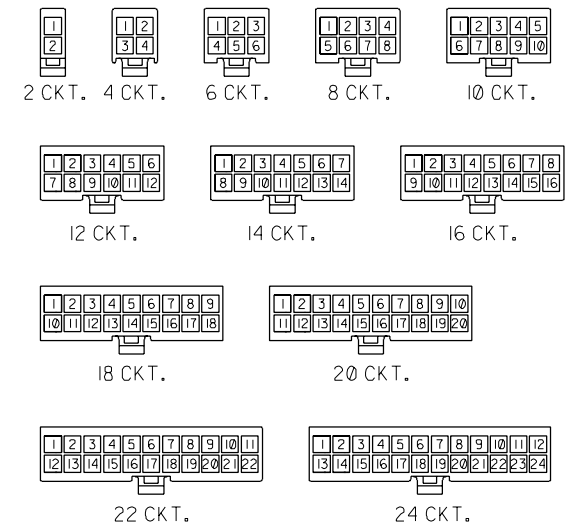 1 1 2 1 2 3 1 2 3 4 1 2 3 4 5
2 3 4 4 5 6 5 6 7 8 6 7 8 9 10
2 CKT. 4 CKT. 6 CKT. 8 CKT. 10 CKT.
1 2 3 4 5 6 1 2 3 4 5 6 7 1 2 3 4 5 6 7 8
7 8 9 10 11 12 8 9 10 11 12 13 14 9 10 11 12 13 14 15 16
12 CKT. 14 CKT. 16 CKT.
1 2 3 4 5 6 7 8 9 1 2 3 4 5 6 7 8 9 10
10 11 12 13 14 15 16 17 18 11 12 13 14 15 16 17 18 19 20
18 CKT. 20 CKT.
1 2 3 4 5 6 7 8 9 10 11 1 2 3 4 5 6 7 8 9 10 11 12
12 13 14 15 16 17 18 19 20 21 22 13 14 15 16 17 18 19 20 21 22 23 24
22 CKT. 24 CKT.